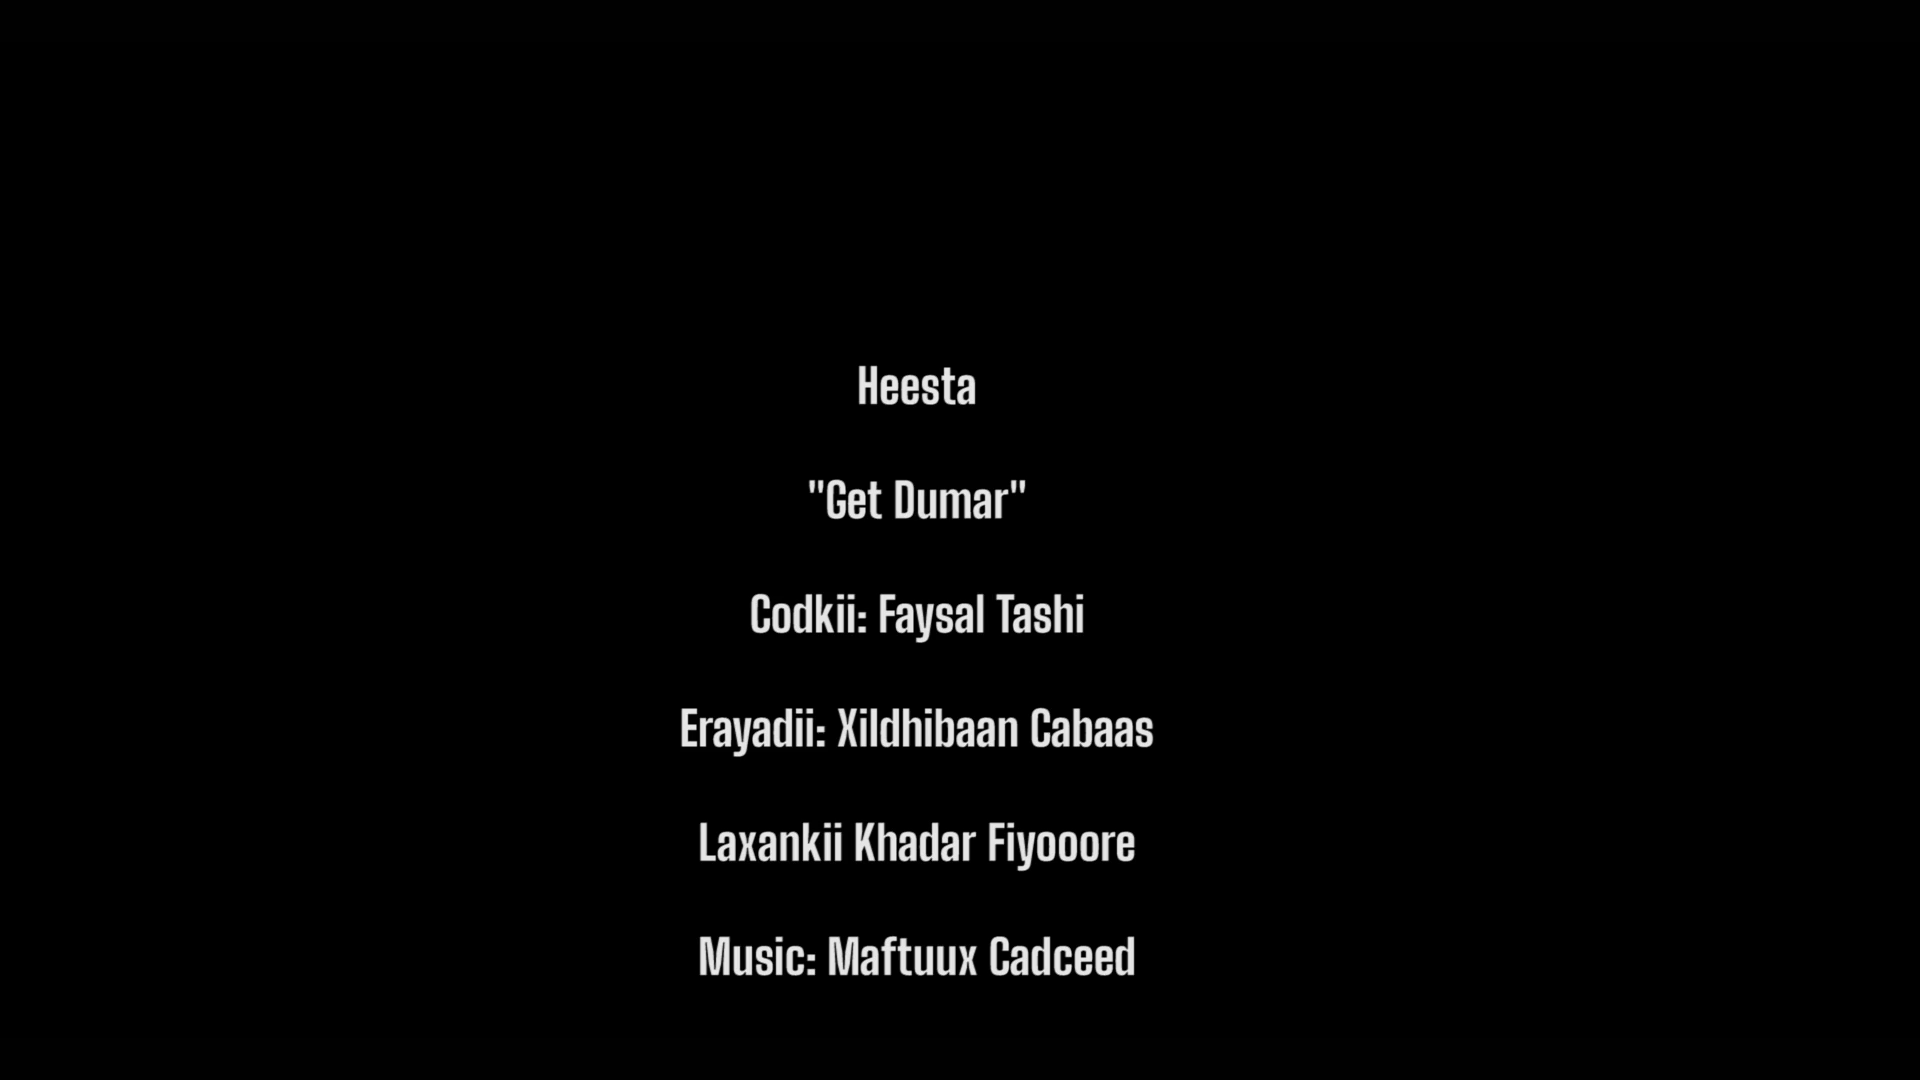 Heesta
"Get Dumar"
Codkii: Faysal Tashi
Erayadii: Xildhibaan Cabaas
Laxankii Khadar Fiyooore
Music: Maftuux Cadceed